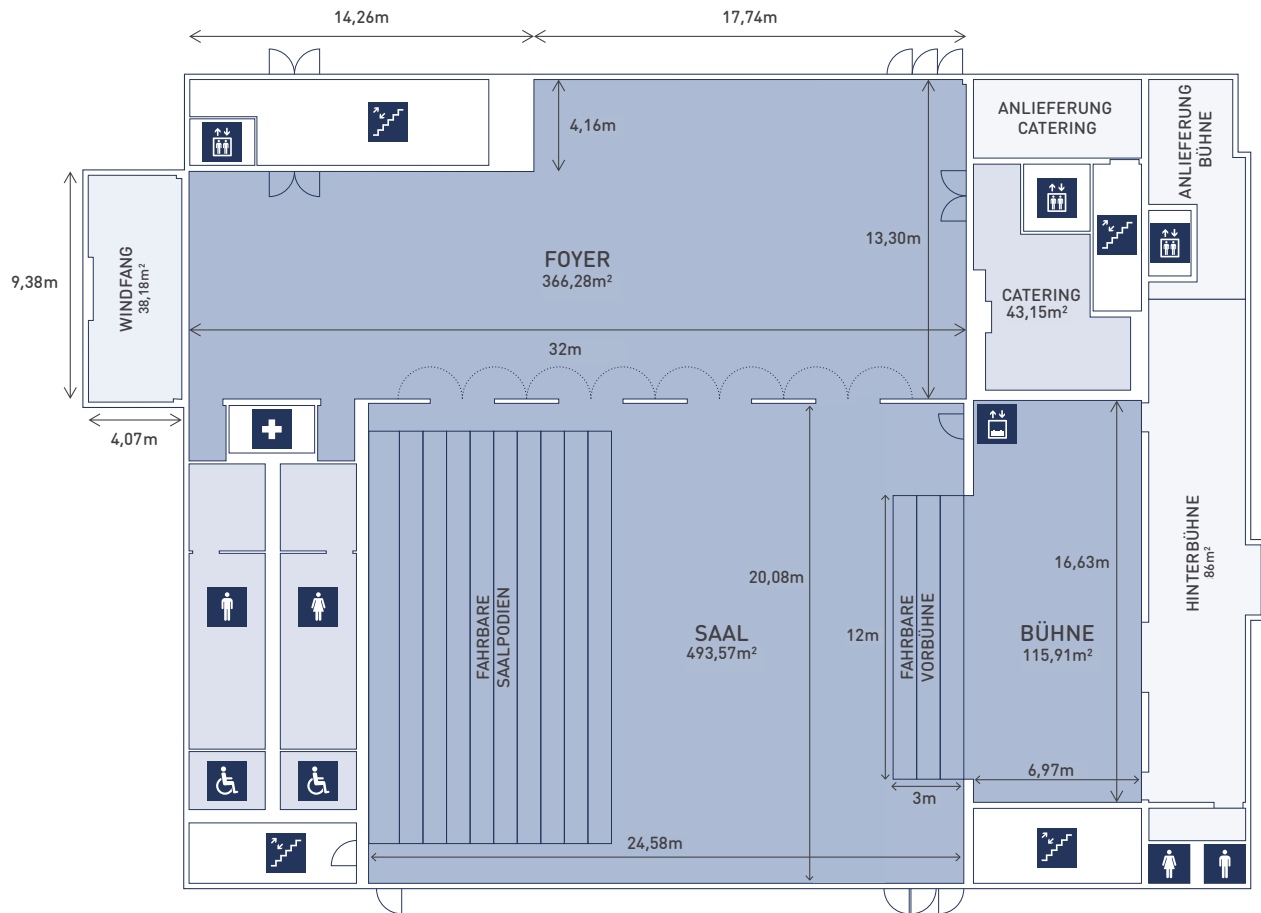 14,26m
17,74m
4,16m
ANLIEFERUNG
CATERING
ANLIEFERUNG
BÜHNE
9,38m
WINDFANG
38,18m²
FOYER
366,28m²
13,30m
CATERING
43,15m²
32m
4,07m
FAHRBARE
SAALPODIEN
20,08m
SAAL
493,57m²
12m
FAHRBARE
VORBÜHNE
16,63m
BÜHNE
115,91m²
HINTERBÜHNE
86m²
6,97m
3m
24,58m